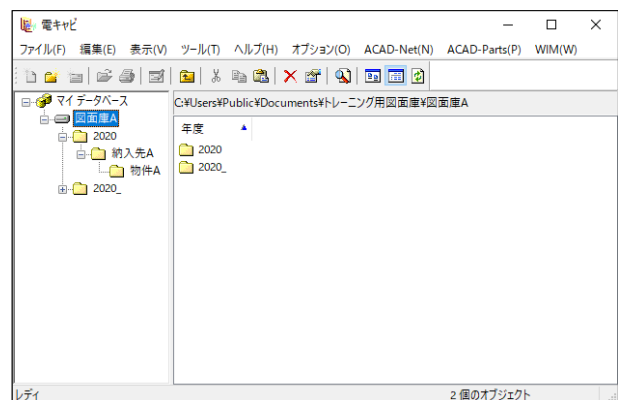 電キャビ
ファイル(F) 編集(E) 表示(V) ツール(T) ヘルプ(H) オプション(O) ACAD-Net(N) ACAD-Parts(P) WIM(W)
マイ データベース
図面庫A
2020
納入先A
物件A
2020_
C:¥Users¥Public¥Documents¥トレーニング用図面庫¥図面庫A
年度
2020
2020_
レディ
2 個のオブジェクト